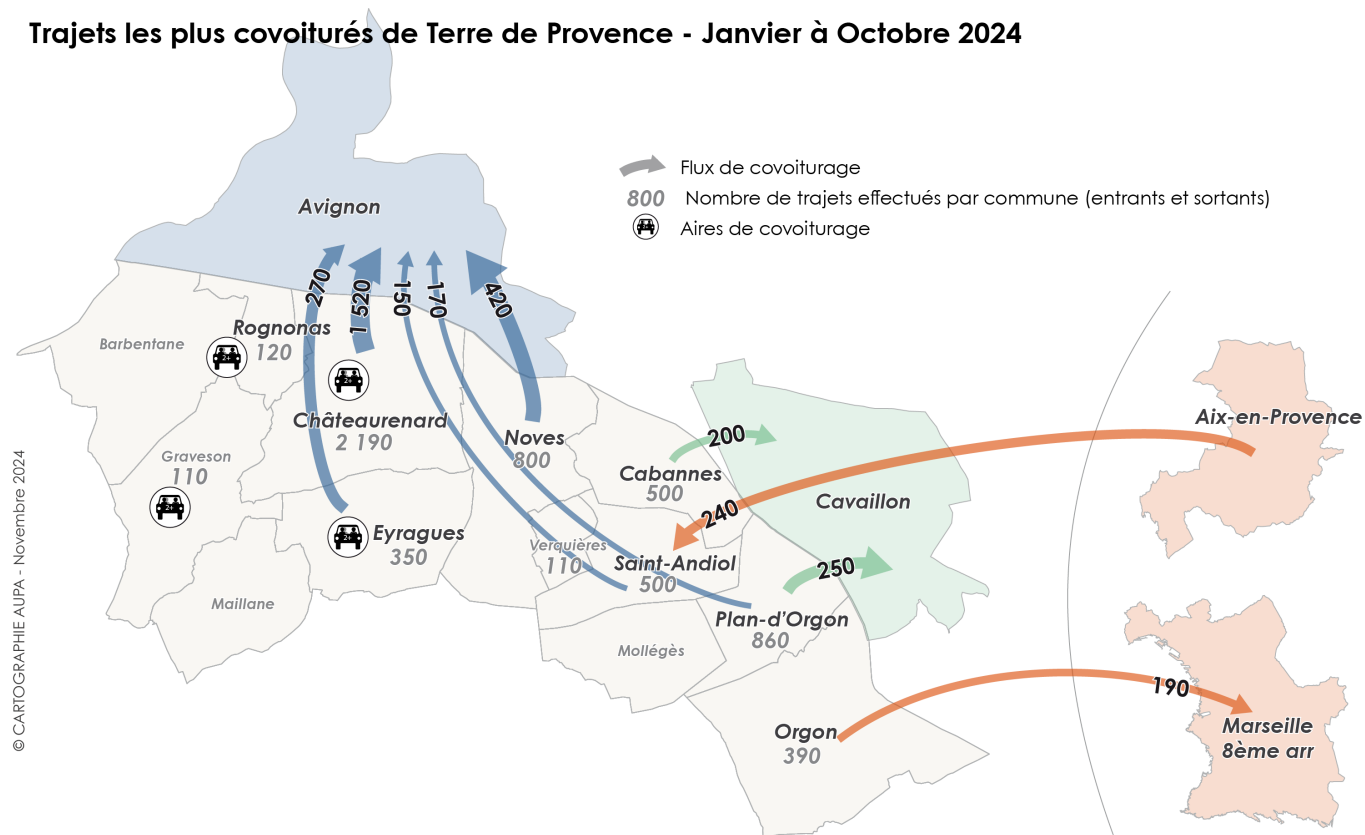 Trajets les plus covoiturés de Terre de Provence - Janvier à Octobre 2024
Flux de covoiturage
800 Nombre de trajets effectués par commune (entrants et sortants)
Aires de covoiturage
Avignon
270
1 520
150
170
420
Rognonas
120
Barbentane
Châteaurenard
2 190
Graveson
110
Noves
800
Cabannes
500
200
Cavaillon
Aix-en-Provence
240
Eyragues
350
Verquières
110
Saint-Andiol
500
250
Maillane
Plan-d'Orgon
860
Mollégès
190
Orgon
390
Marseille
8ème arr
© CARTOGRAPHIE AUPA - Novembre 2024